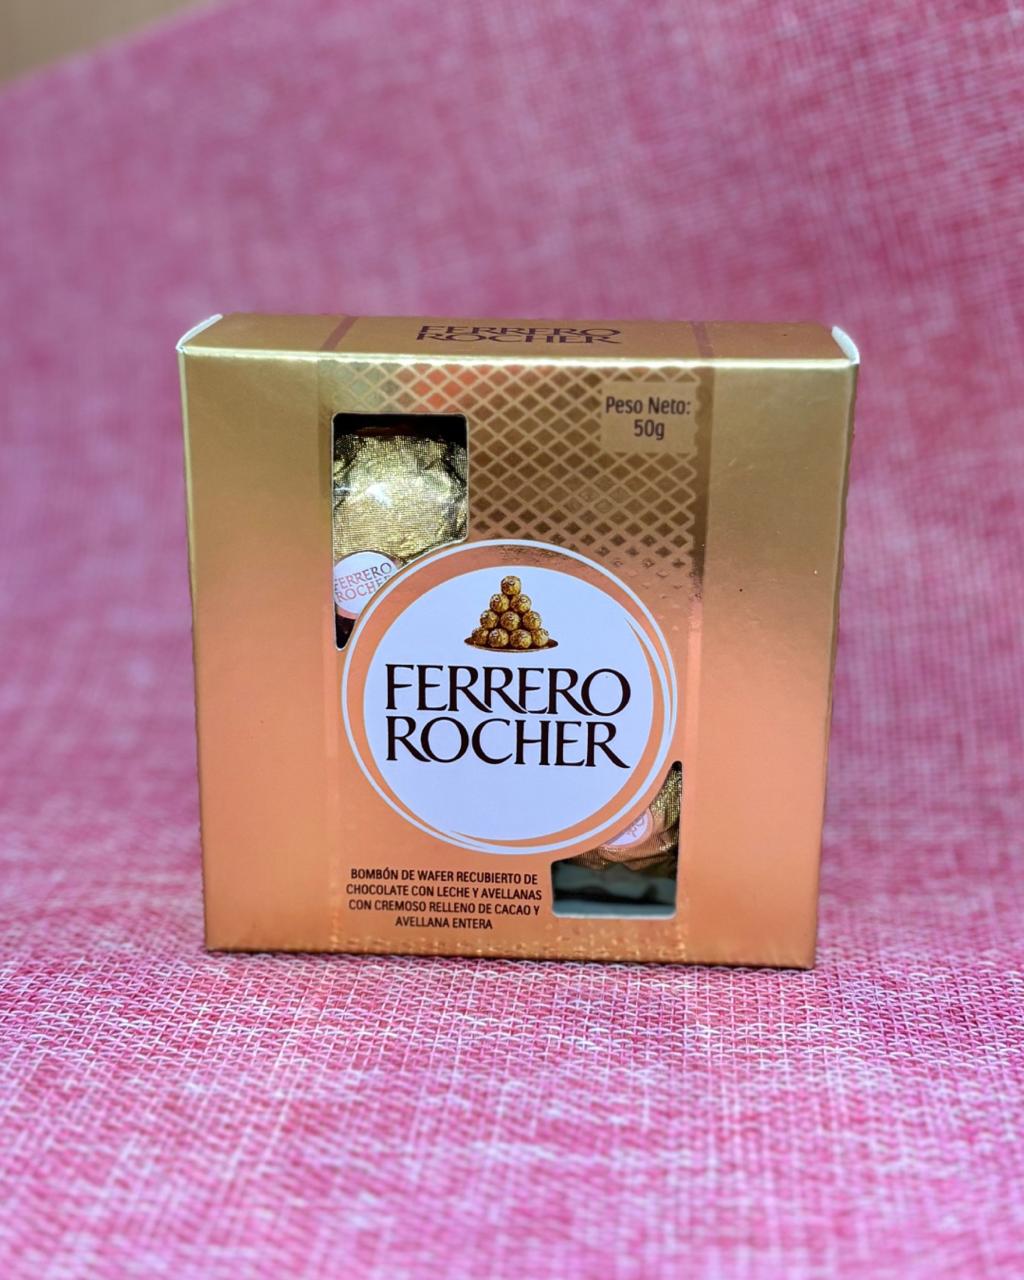 FERRERO
ROCHER
Peso Neto:
50g
FERRERO
ROCHER
FERRERO
ROCHER
BOMBÓN DE WAFER RECUBIERTO DE
CHOCOLATE CON LECHE Y AVELLANAS
CON CREMOSO RELLENO DE CACAO Y
AVELLANA ENTERA